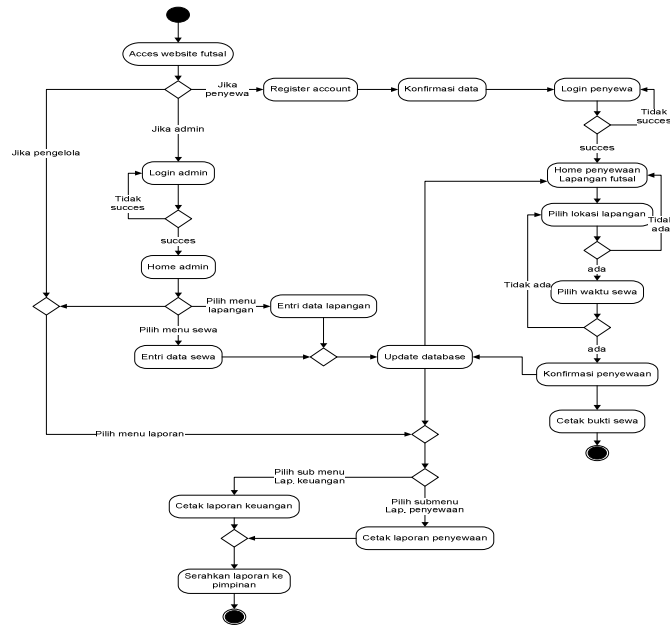 Acces website futsal
Jika
penyewa
Register account
Konfirmasi data
Login penyewa
Tidak
succes
Jika admin
succes
Jika pengelola
Login admin
Home penyewaan
Lapangan futsal
Tidak
succes
Pilih lokasi lapangan
Tidak
ada
succes
Home admin
ada
Tidak ada
Pilih waktu sewa
Pilih menu
lapangan
Entri data lapangan
Pilih menu sewa
ada
Entri data sewa
Update database
Konfirmasi penyewaan
Cetak bukti sewa
Pilih menu laporan
Pilih sub menu
Lap. keuangan
Pilih submenu
Lap. penyewaan
Cetak laporan keuangan
Cetak laporan penyewaan
Serahkan laporan ke
pimpinan